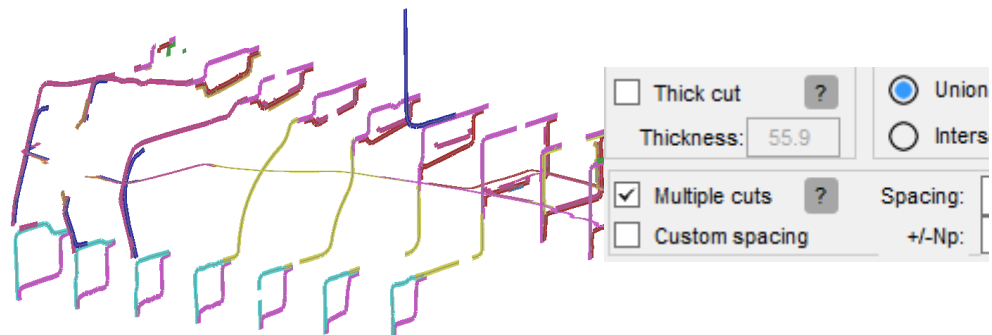 Thick cut ? Union
Thickness: 55.9 Inters
Multiple cuts ? Spacing:
Custom spacing +/-Np: